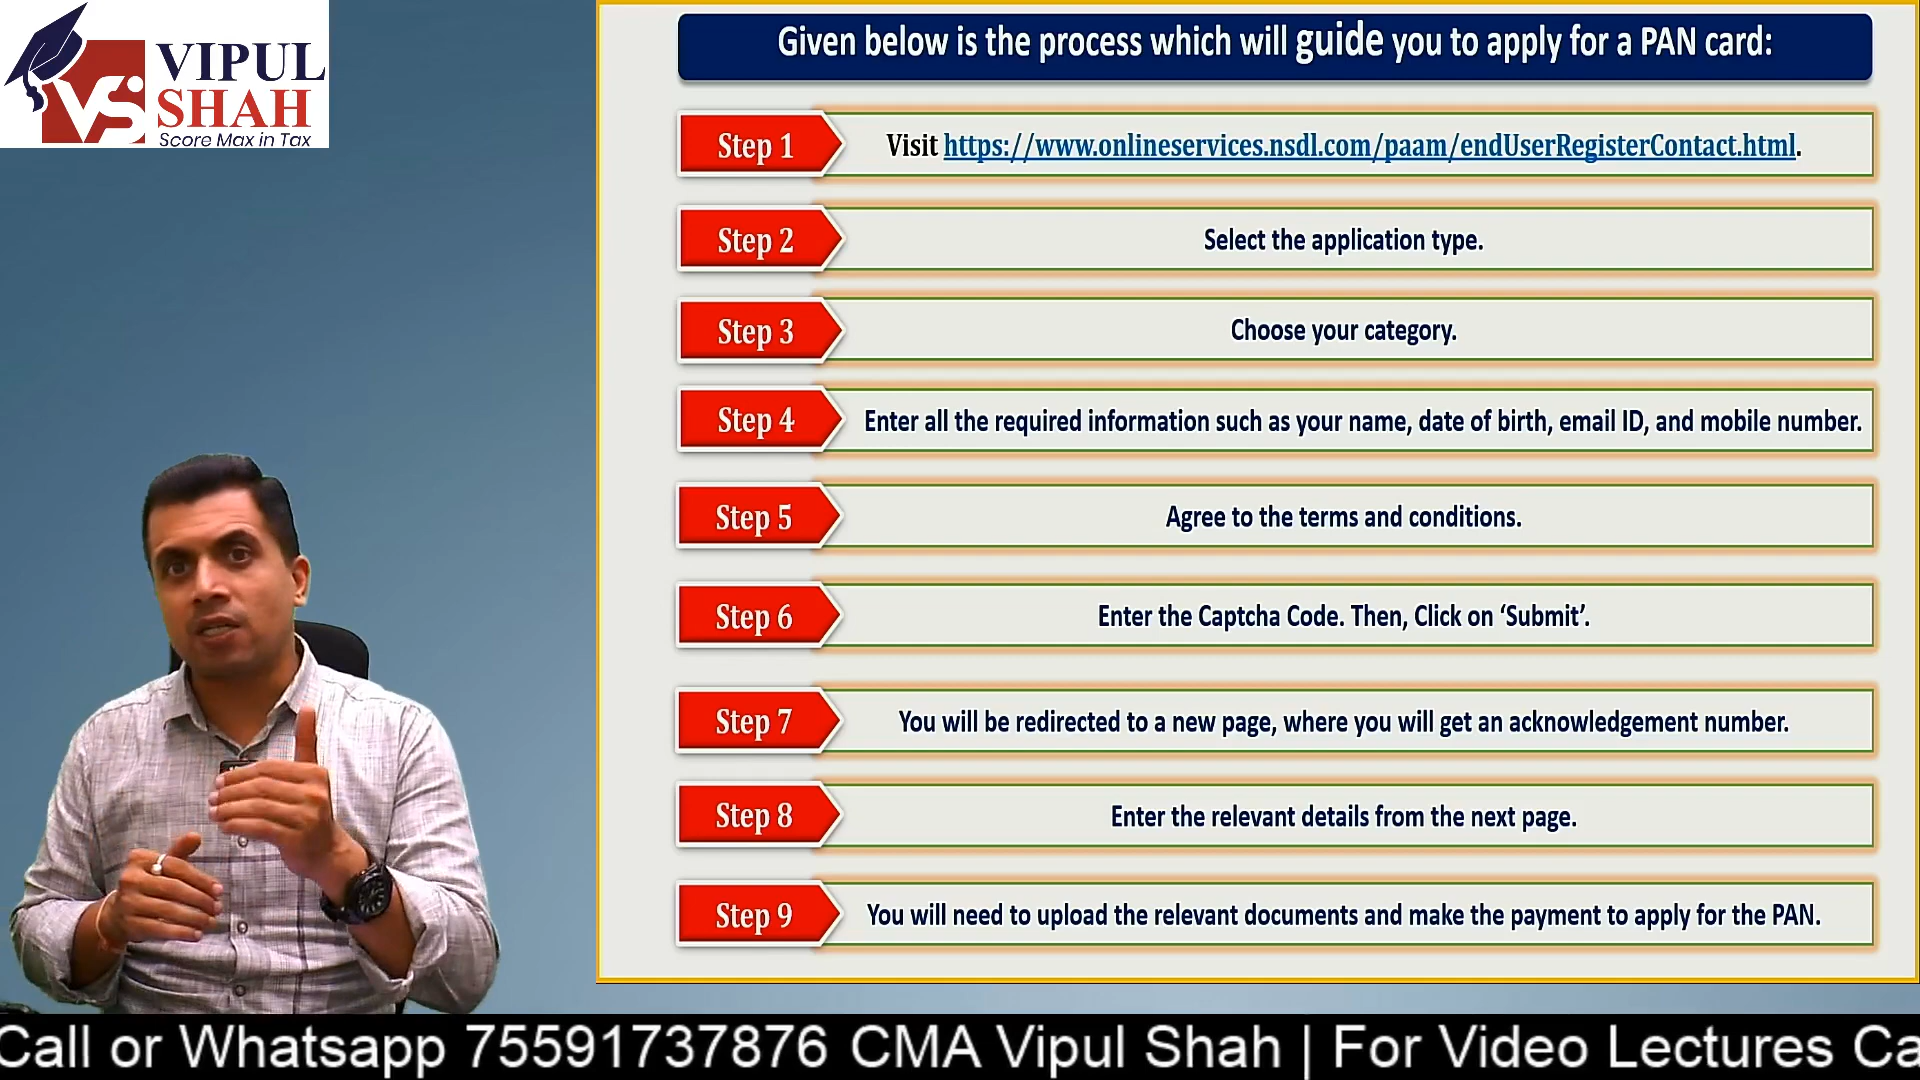 VIPUL
SHAH
Score Max in Tax
VS
Given below is the process which will guide you to apply for a PAN card:
Step 1
Visit https://www.onlineservices.nsdl.com/paam/endUserRegisterContact.html.
Step 2
Select the application type.
Step 3
Choose your category.
Step 4
Enter all the required information such as your name, date of birth, email ID, and mobile number.
Step 5
Agree to the terms and conditions.
Step 6
Enter the Captcha Code. Then, Click on ‘Submit’.
Step 7
You will be redirected to a new page, where you will get an acknowledgement number.
Step 8
Enter the relevant details from the next page.
Step 9
You will need to upload the relevant documents and make the payment to apply for the PAN.
Call or Whatsapp 75591737876 CMA Vipul Shah | For Video Lectures Ca